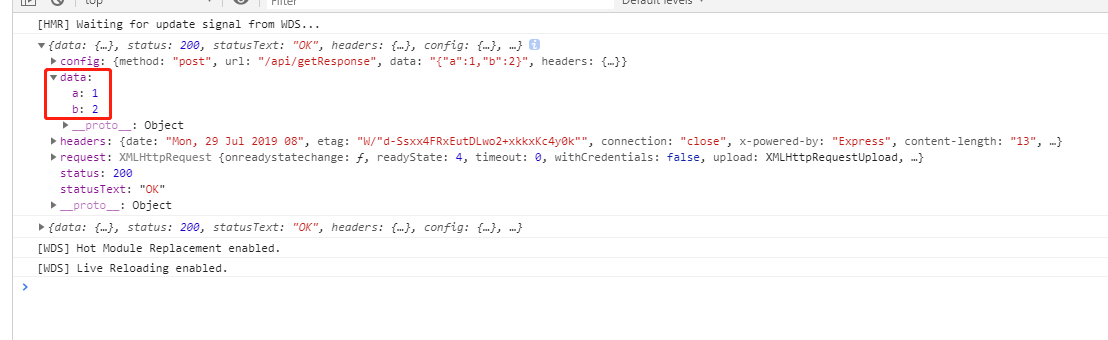 top
Filter
Default levels
[HMR] Waiting for update signal from WDS...
{data: {…}, status: 200, statusText: "OK", headers: {…}, config: {…}, …}
config: {method: "post", url: "/api/getResponse", data: "{"a":1,"b":2}", headers: {…}}
data:
a: 1
b: 2
__proto__: Object
headers: {date: "Mon, 29 Jul 2019 08", etag: "W/"d-Ssxx4FRxEutDLwo2+xkkxKc4y0k"", connection: "close", x-powered-by: "Express", content-length: "13", …}
request: XMLHttpRequest {onreadystatechange: ƒ, readyState: 4, timeout: 0, withCredentials: false, upload: XMLHttpRequestUpload, …}
status: 200
statusText: "OK"
__proto__: Object
{data: {…}, status: 200, statusText: "OK", headers: {…}, config: {…}, …}
[WDS] Hot Module Replacement enabled.
[WDS] Live Reloading enabled.